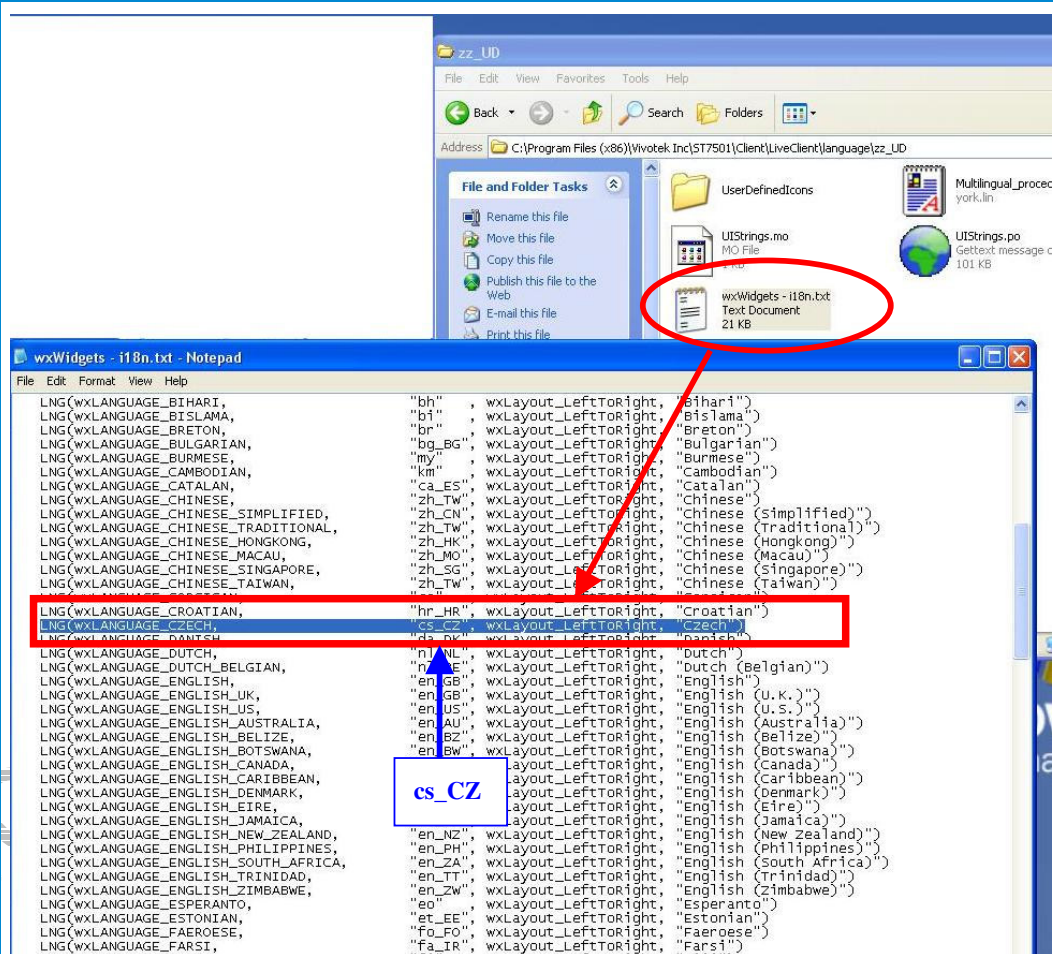 zz_UD
File Edit View Favorites Tools Help
Back Search Folders
Address C:\Program Files (x86)\Vivotek Inc\ST7501\Client\LiveClient\language\zz_UD
File and Folder Tasks
Rename this file
Move this file
Copy this file
Publish this file to the
Web
E-mail this file
Print this file
UserDefinedIcons
york.lin
UIStrings.mo
MO File
UIStrings.po
Gettext message
101 KB
wxWidgets - i18n.txt
Text Document
21 KB
wxWidgets - i18n.txt - Notepad
File Edit Format View Help
LNG(wxLANGUAGE_BIHARI, "bh" , wxLayout_LeftToRight, "Bihari")
LNG(wxLANGUAGE_BISLAMA, "bi" , wxLayout_LeftToRight, "Bislama")
LNG(wxLANGUAGE_BRETON, "br" , wxLayout_LeftToRight, "Breton")
LNG(wxLANGUAGE_BULGARIAN, "bg_BG", wxLayout_LeftToRight, "Bulgarian")
LNG(wxLANGUAGE_BURMESE, "my" , wxLayout_LeftToRight, "Burmese")
LNG(wxLANGUAGE_CAMBODIAN, "km" , wxLayout_LeftToRight, "Cambodian")
LNG(wxLANGUAGE_CATALAN, "ca_ES", wxLayout_LeftToRight, "Catalan")
LNG(wxLANGUAGE_CHINESE, "zh_TW", wxLayout_LeftToRight, "Chinese")
LNG(wxLANGUAGE_CHINESE_SIMPLIFIED, "zh_CN", wxLayout_LeftToRight, "Chinese (Simplified)")
LNG(wxLANGUAGE_CHINESE_TRADITIONAL, "zh_TW", wxLayout_LeftToRight, "Chinese (Traditional)")
LNG(wxLANGUAGE_CHINESE_HONGKONG, "zh_HK", wxLayout_LeftToRight, "Chinese (Hongkong)")
LNG(wxLANGUAGE_CHINESE_MACAU, "zh_MO", wxLayout_LeftToRight, "Chinese (Macau)")
LNG(wxLANGUAGE_CHINESE_SINGAPORE, "zh_SG", wxLayout_LeftToRight, "Chinese (Singapore)")
LNG(wxLANGUAGE_CHINESE_TAIWAN, "zh_TW", wxLayout_LeftToRight, "Chinese (Taiwan)")
LNG(wxLANGUAGE_CROATIAN, "hr_HR", wxLayout_LeftToRight, "Croatian")
LNG(wxLANGUAGE_CZECH, "cs_CZ", wxLayout_LeftToRight, "Czech")
LNG(wxLANGUAGE_DANISH "da_DK", wxLayout_LeftToRight, "Danish")
LNG(wxLANGUAGE_DUTCH, "nl_NL", wxLayout_LeftToRight, "Dutch")
LNG(wxLANGUAGE_DUTCH_BELGIAN, wxLayout_LeftToRight, "Dutch (Belgian)")
LNG(wxLANGUAGE_ENGLISH, "en_GB", wxLayout_LeftToRight, "English")
LNG(wxLANGUAGE_ENGLISH_UK, "en_GB", wxLayout_LeftToRight, "English (U.K.)")
LNG(wxLANGUAGE_ENGLISH_US, "en_US", wxLayout_LeftToRight, "English (U.S.)")
LNG(wxLANGUAGE_ENGLISH_AUSTRALIA, "en_AU", wxLayout_LeftToRight, "English (Australia)")
LNG(wxLANGUAGE_ENGLISH_BELIZE, "en_BZ", wxLayout_LeftToRight, "English (Belize)")
LNG(wxLANGUAGE_ENGLISH_BOTSWANA, "en_BW", wxLayout_LeftToRight, "English (Botswana)")
LNG(wxLANGUAGE_ENGLISH_CANADA, ayout_LeftToRight, "English (Canada)")
LNG(wxLANGUAGE_ENGLISH_CARIBBEAN, ayout_LeftToRight, "English (Caribbean)")
LNG(wxLANGUAGE_ENGLISH_DENMARK, ayout_LeftToRight, "English (Denmark)")
LNG(wxLANGUAGE_ENGLISH_EIRE, ayout_LeftToRight, "English (Eire)")
LNG(wxLANGUAGE_ENGLISH_JAMAICA, ayout_LeftToRight, "English (Jamaica)")
cs_CZ
LNG(wxLANGUAGE_ENGLISH_NEW_ZEALAND, "en_NZ", wxLayout_LeftToRight, "English (New Zealand)")
LNG(wxLANGUAGE_ENGLISH_PHILIPPINES, "en_PH", wxLayout_LeftToRight, "English (Philippines)")
LNG(wxLANGUAGE_ENGLISH_SOUTH_AFRICA, "en_ZA", wxLayout_LeftToRight, "English (South Africa)")
LNG(wxLANGUAGE_ENGLISH_TRINIDAD, "en_TT", wxLayout_LeftToRight, "English (Trinidad)")
LNG(wxLANGUAGE_ENGLISH_ZIMBABWE, "en_ZW", wxLayout_LeftToRight, "English (Zimbabwe)")
LNG(wxLANGUAGE_ESPERANTO, "eo" , wxLayout_LeftToRight, "Esperanto")
LNG(wxLANGUAGE_ESTONIAN, "et_EE", wxLayout_LeftToRight, "Estonian")
LNG(wxLANGUAGE_FAEROESE, "fo_FO", wxLayout_LeftToRight, "Faeroese")
LNG(wxLANGUAGE_FARSI, "fa_IR", wxLayout_LeftToRight, "Farsi")